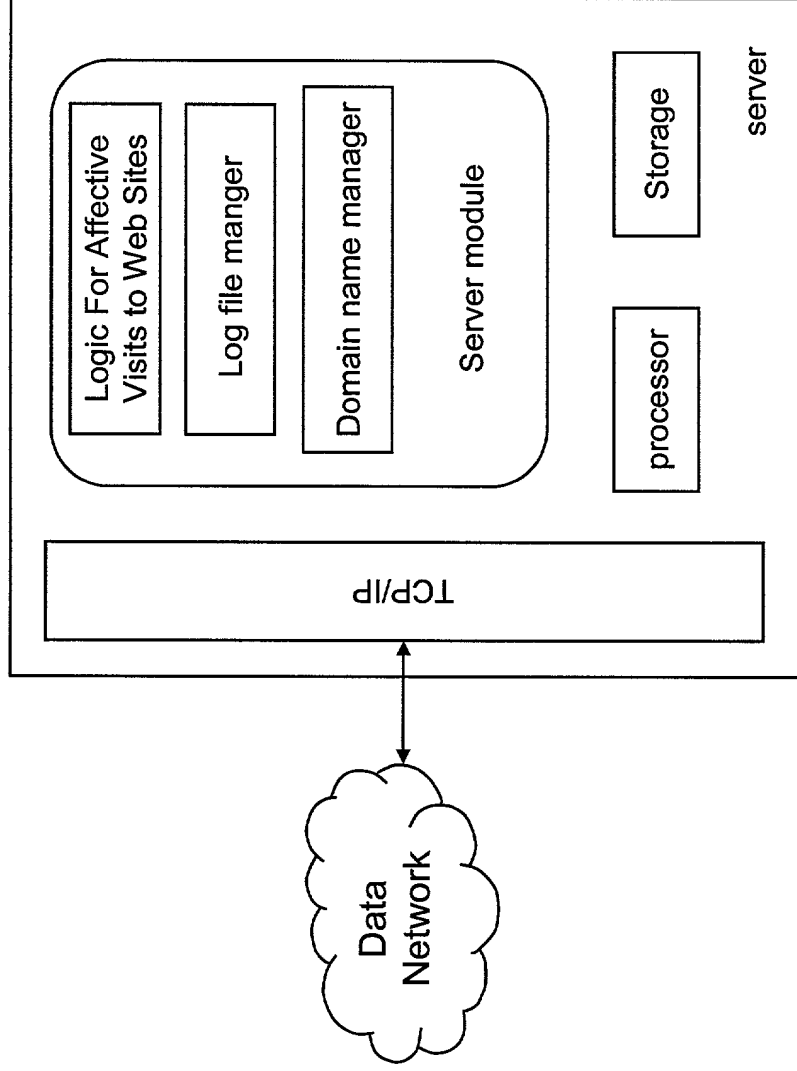 Logic For Affective
Visits to Web Sites
Log file manger
Domain name manager
Server module
processor
Storage
server
TCP/IP
Data
Network